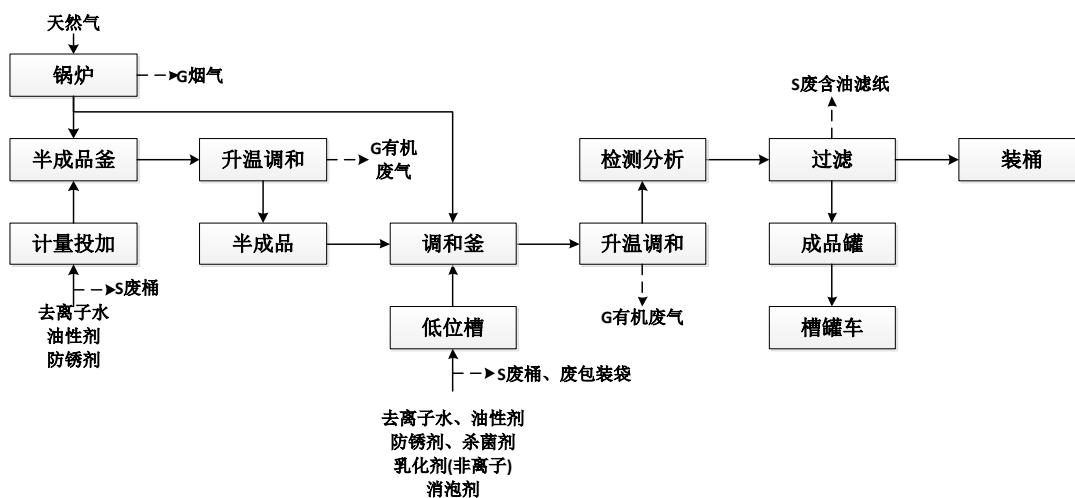 天然气
锅炉
G烟气
S废含油滤纸
半成品釜
升温调和
G有机
废气
检测分析
过滤
装桶
计量投加
半成品
调和釜
升温调和
成品罐
S废桶
去离子水
油性剂
防锈剂
G有机废气
低位槽
槽罐车
S废桶、废包装袋
去离子水、油性剂
防锈剂、杀菌剂
乳化剂(非离子)
消泡剂